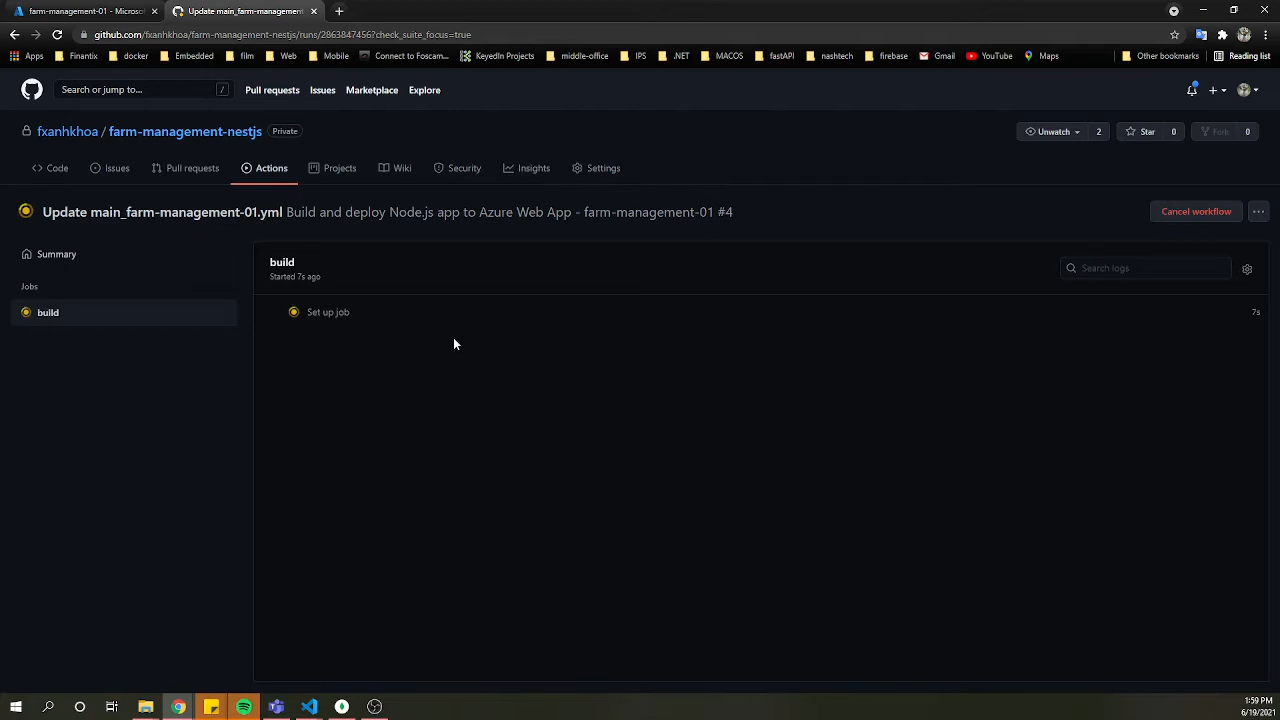 farm-management-01 - Microsof
Update main_farm-management-
github.com/fxanhkhoa/farm-management-nestjs/runs/2863847456?check_suite_focus=true
Apps Finantix docker Embedded film Web Mobile Connect to Foscam... KeyedIn Projects middle-office IPS .NET MACOS fastAPI nashtech firebase Gmail YouTube Maps Other bookmarks Reading list
Search or jump to... / Pull requests Issues Marketplace Explore
fxanhkhoa / farm-management-nestjs Private Unwatch 2 Star 0 Fork 0
Code Issues Pull requests Actions Projects Wiki Security Insights Settings
Update main_farm-management-01.yml Build and deploy Node.js app to Azure Web App - farm-management-01 #4 Cancel workflow ...
Summary
Jobs
build
build
Started 7s ago
Search logs
Set up job 7s
1:59 PM
6/19/2021